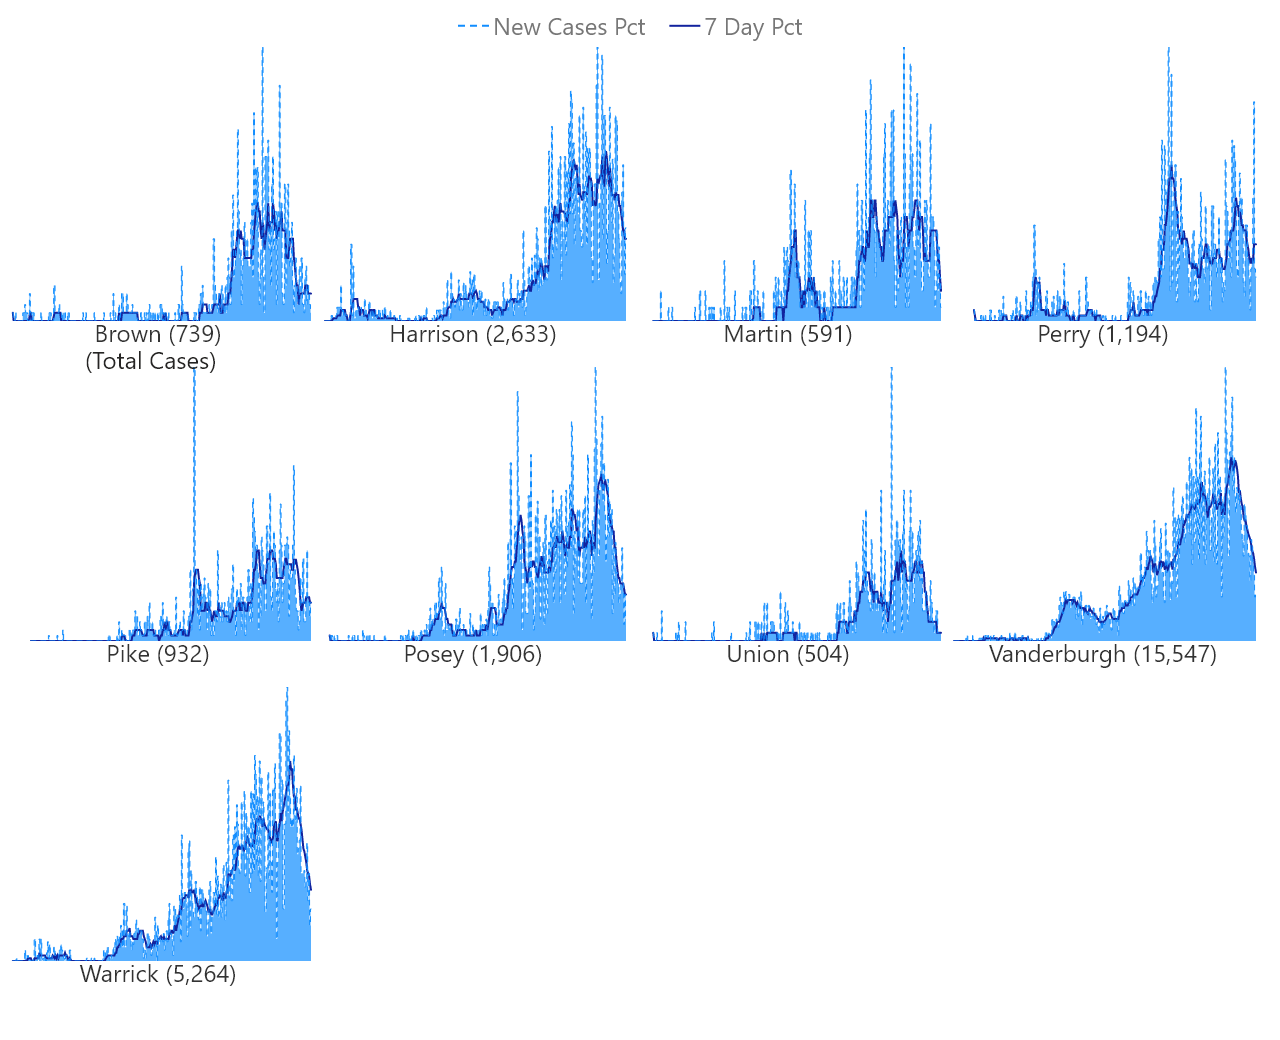 New Cases Pct 7 Day Pct
Brown (739) Harrison (2,633) Martin (591) Perry (1,194)
(Total Cases)
Pike (932) Posey (1,906) Union (504) Vanderburgh (15,547)
Warrick (5,264)